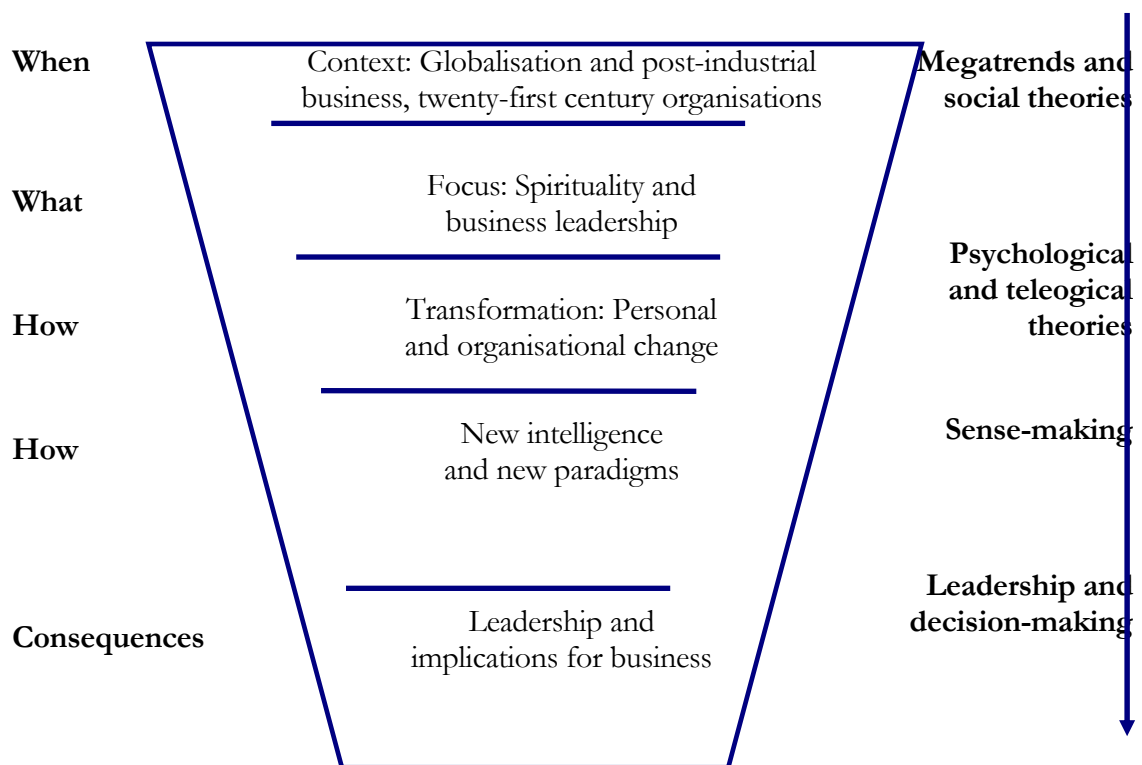 When
Context: Globalisation and post-industrial
business, twenty-first century organisations
Megatrends and
social theories
What
Focus: Spirituality and
business leadership
Psychological
and teleogical
theories
How
Transformation: Personal
and organisational change
How
New intelligence
and new paradigms
Sense-making
Consequences
Leadership and
implications for business
Leadership and
decision-making